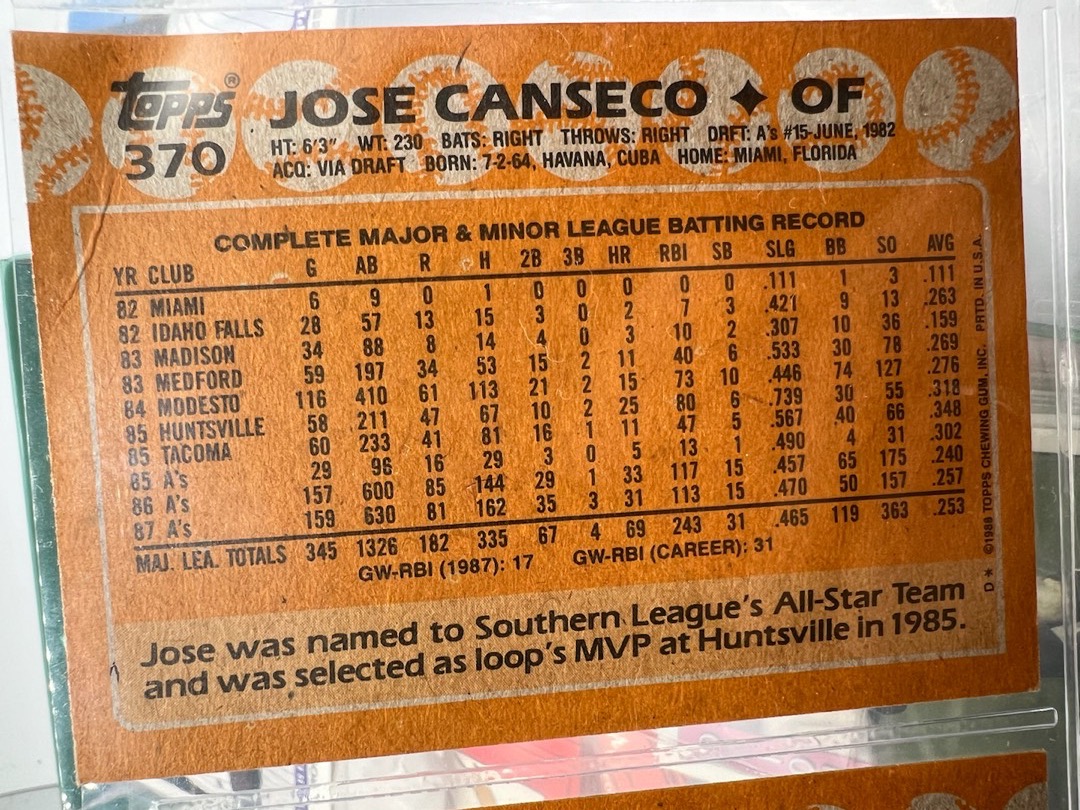 Topps® JOSE CANSECO ♦ OF
370 HT: 6'3" WT: 230 BATS: RIGHT THROWS: RIGHT DRFT: A's #15-JUNE, 1982
ACQ: VIA DRAFT BORN: 7-2-64, HAVANA, CUBA HOME: MIAMI, FLORIDA
COMPLETE MAJOR & MINOR LEAGUE BATTING RECORD
YR CLUB G AB R H 2B 3B HR RBI SB SLG BB SO AVG
82 MIAMI 6 9 0 1 0 0 0 0 0 .111 1 3 .111
82 IDAHO FALLS 28 57 13 15 3 0 2 7 3 .421 9 13 .263
83 MADISON 34 88 8 14 4 0 3 10 2 .307 10 36 .159
83 MEDFORD 59 197 34 53 15 2 11 40 6 .533 30 78 .269
84 MODESTO 116 410 61 113 21 2 15 73 10 .446 74 127 .276
85 HUNTSVILLE 58 211 47 67 10 2 25 80 6 .739 30 55 .318
85 TACOMA 60 233 41 81 16 1 11 47 5 .567 40 66 .348
85 A's 29 96 16 29 3 0 5 13 1 .490 4 31 .302
86 A's 157 600 85 144 29 1 33 117 15 .457 65 175 .240
87 A's 159 630 81 162 35 3 31 113 15 .470 50 157 .257
MAJ. LEA. TOTALS 345 1326 182 335 67 4 69 243 31 .465 119 363 .253
GW-RBI (1987): 17 GW-RBI (CAREER): 31
Jose was named to Southern League's All-Star Team
and was selected as loop's MVP at Huntsville in 1985.
D* ©1988 TOPPS CHEWING GUM, INC. PRTD. IN U.S.A.